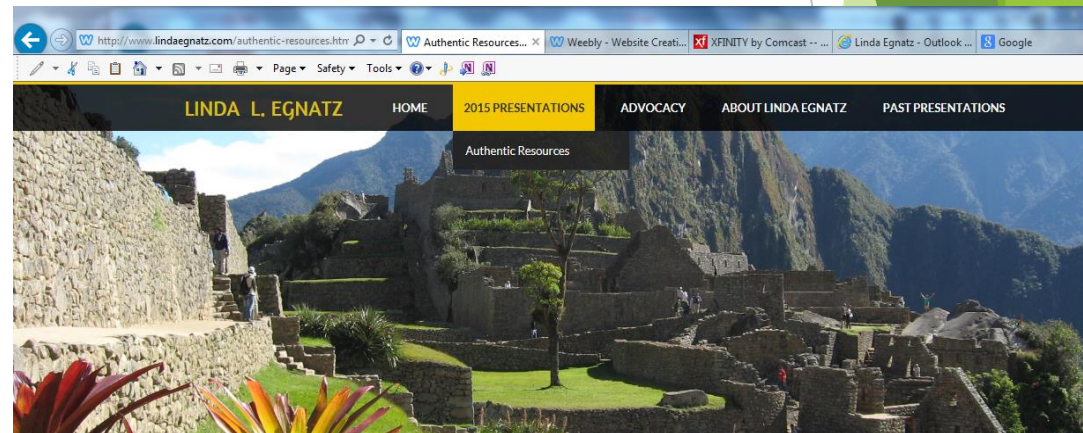 http://www.lindaegnatz.com/authentic-resources.htm
Authentic Resources... Weebly - Website Creati... XFINITY by Comcast -- ... Linda Egnatz - Outlook ... Google
Page Safety Tools
LINDA L. EGNATZ HOME 2015 PRESENTATIONS ADVOCACY ABOUT LINDA EGNATZ PAST PRESENTATIONS
Authentic Resources